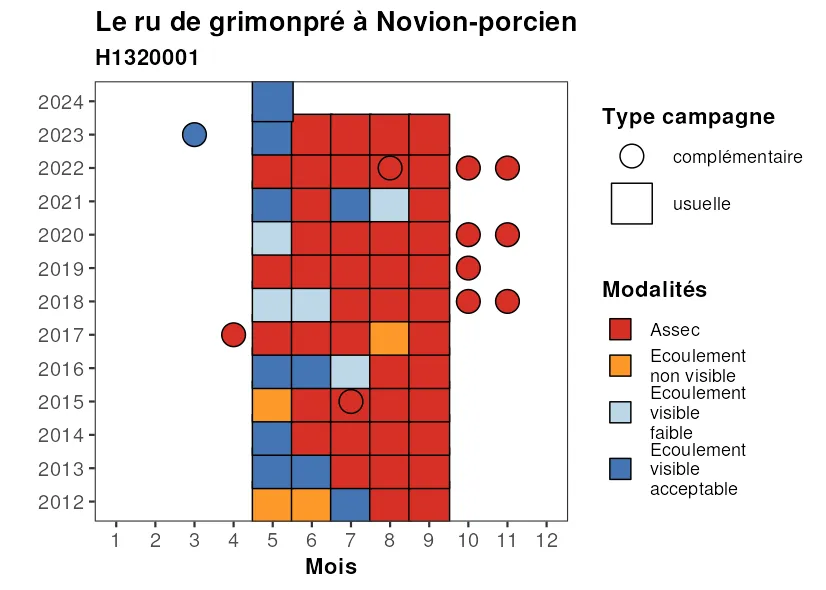 Le ru de grimonpré à Novion-porcien
H1320001
2024
2023
2022
2021
2020
2019
2018
2017
2016
2015
2014
2013
2012
1 2 3 4 5 6 7 8 9 10 11 12
Mois
Type campagne
complémentaire
usuelle
Modalités
Assec
Ecoulement
non visible
Ecoulement
visible
faible
Ecoulement
visible
acceptable